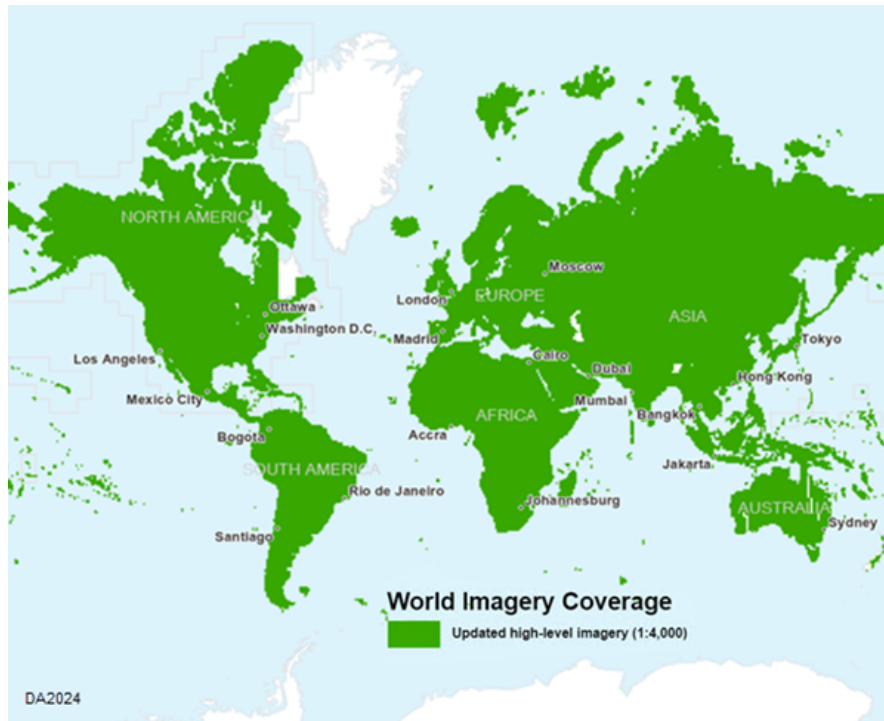 NORTH AMERICA
Ottawa
Washington D.C.
Los Angeles
Mexico City
Bogota
SOUTH AMERICA
Rio de Janeiro
Santiago
London
EUROPE
Moscow
Madrid
ASIA
Tokyo
Cairo
Dubai
Hong Kong
Mumbai
Bangkok
AFRICA
Accra
Jakarta
Johannesburg
AUSTRALIA
Sydney
World Imagery Coverage
Updated high-level imagery (1:4,000)
DA2024